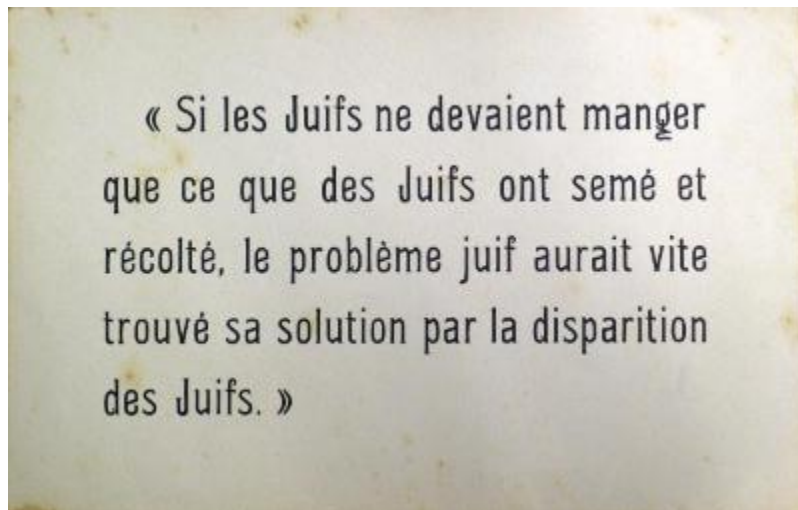 « Si les Juifs ne devaient manger
que ce que des Juifs ont semé et
récolté, le problème juif aurait vite
trouvé sa solution par la disparition
des Juifs. »